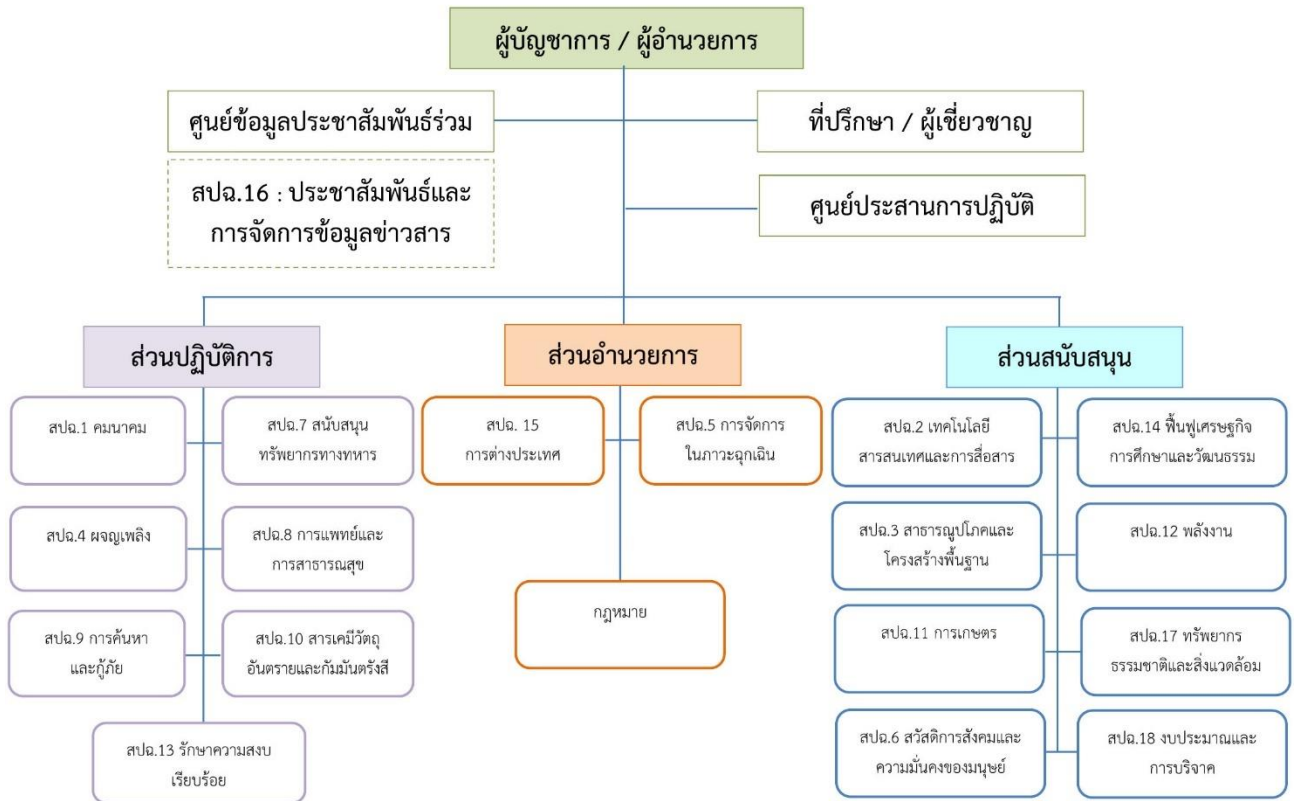 ผู้บัญชาการ / ผู้อำนวยการ
ศูนย์ข้อมูลประชาสัมพันธ์ร่วม
ที่ปรึกษา / ผู้เชี่ยวชาญ
สปฉ.16 : ประชาสัมพันธ์และ
การจัดการข้อมูลข่าวสาร
ศูนย์ประสานการปฏิบัติ
ส่วนปฏิบัติการ
สปฉ.1 คมนาคม
สปฉ.7 สนับสนุน
ทรัพยากรทางทหาร
สปฉ.4 ผจญเพลิง
สปฉ.8 การแพทย์และ
การสาธารณสุข
สปฉ.9 การค้นหา
และกู้ภัย
สปฉ.10 สารเคมีวัตถุ
อันตรายและกัมมันตรังสี
สปฉ.13 รักษาความสงบ
เรียบร้อย
ส่วนอำนวยการ
สปฉ. 15
การต่างประเทศ
สปฉ.5 การจัดการ
ในภาวะฉุกเฉิน
กฎหมาย
ส่วนสนับสนุน
สปฉ.2 เทคโนโลยี
สารสนเทศและการสื่อสาร
สปฉ.14 ฟื้นฟูเศรษฐกิจ
การศึกษาและวัฒนธรรม
สปฉ.3 สาธารณูปโภคและ
โครงสร้างพื้นฐาน
สปฉ.12 พลังงาน
สปฉ.11 การเกษตร
สปฉ.17 ทรัพยากร
ธรรมชาติและสิ่งแวดล้อม
สปฉ.6 สวัสดิการสังคมและ
ความมั่นคงของมนุษย์
สปฉ.18 งบประมาณและ
การบริจาค